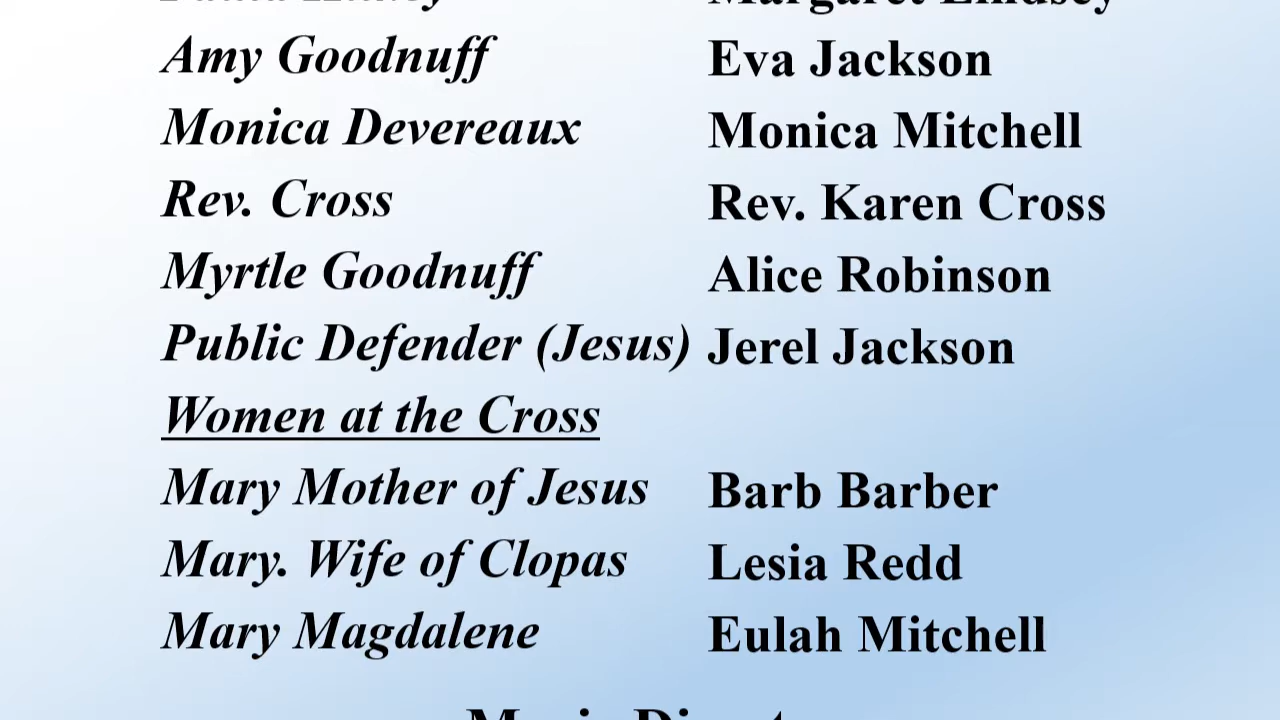 Margaret Lindsey
Amy Goodnuff Eva Jackson
Monica Devereaux Monica Mitchell
Rev. Cross Rev. Karen Cross
Myrtle Goodnuff Alice Robinson
Public Defender (Jesus) Jerel Jackson
Women at the Cross
Mary Mother of Jesus Barb Barber
Mary. Wife of Clopas Lesia Redd
Mary Magdalene Eulah Mitchell